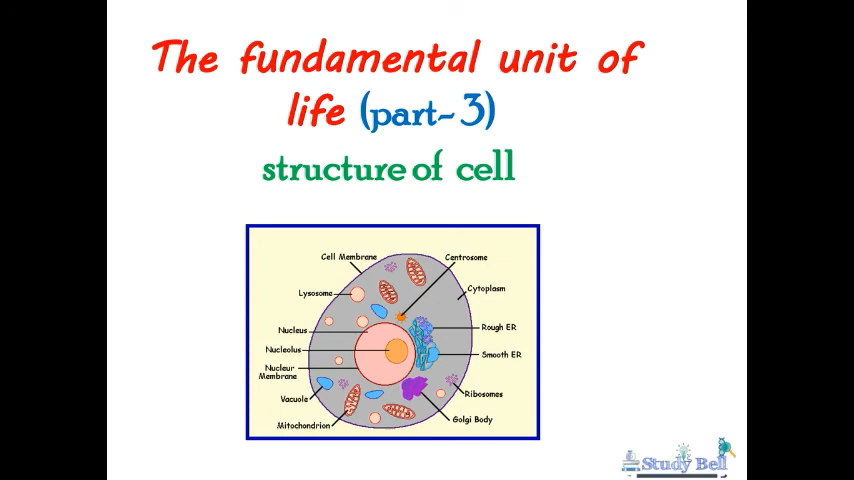 The fundamental unit of
life (part-3)
structure of cell
Cell Membrane
Centrosome
Lysosome
Cytoplasm
Nucleus
Rough ER
Nucleolus
Smooth ER
Nucleur
Membrane
Vacuole
Ribosomes
Mitochondrion
Golgi Body
Study Bell